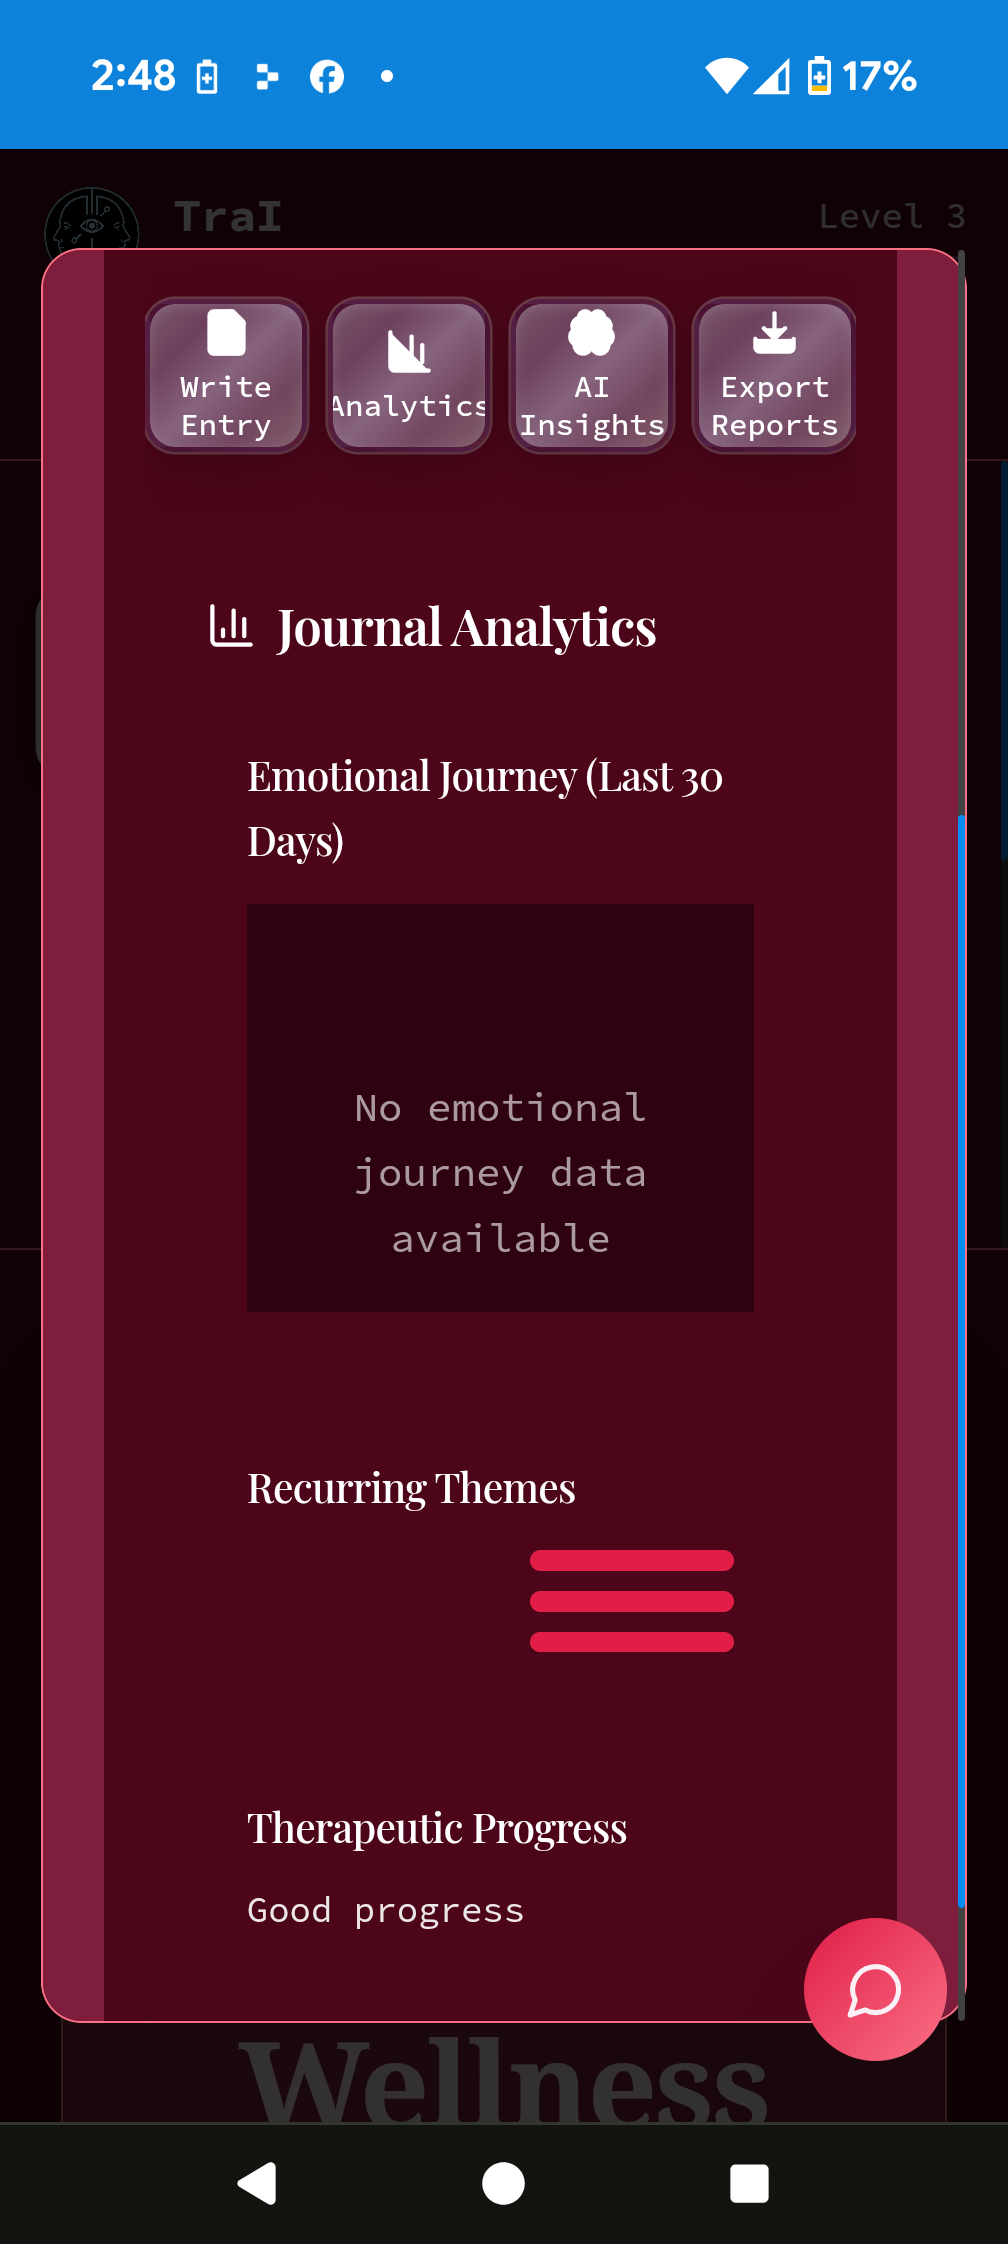 2:48
17%
TraI
Level 3
Write
Entry
Analytics
AI
Insights
Export
Reports
Journal Analytics
Emotional Journey (Last 30
Days)
No emotional
journey data
available
Recurring Themes
Therapeutic Progress
Good progress
Wellness